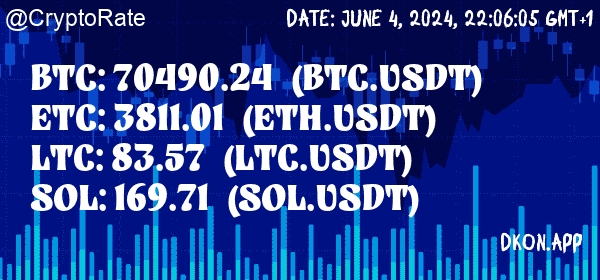 @CryptoRate
DATE: JUNE 4, 2024, 22:06:05 GMT+1
BTC: 70490.24 (BTC.USDT)
ETC: 3811.01 (ETH.USDT)
LTC: 83.57 (LTC.USDT)
SOL: 169.71 (SOL.USDT)
DKON.APP